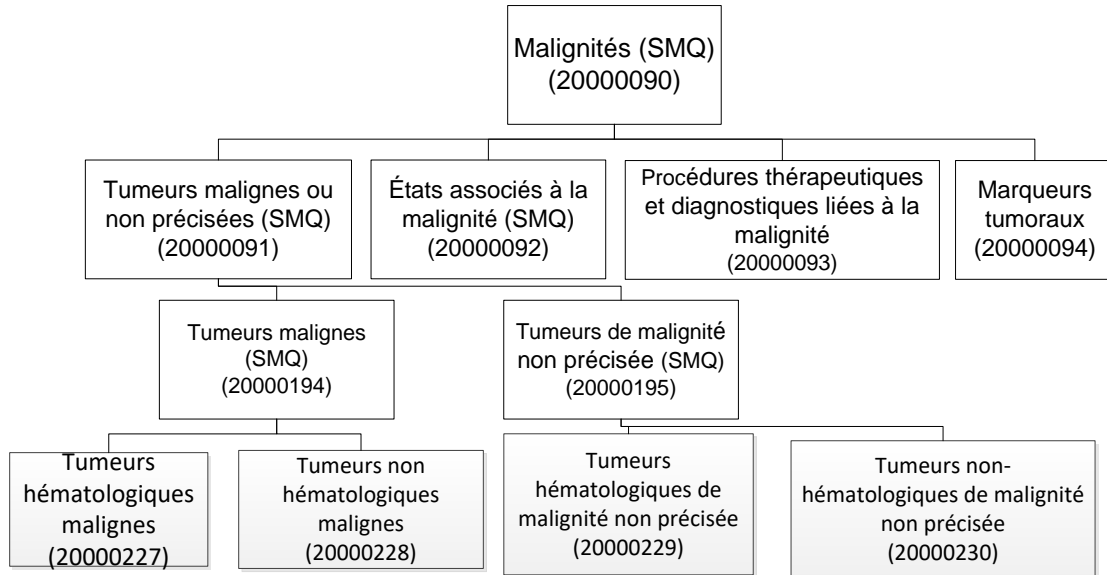 Malignités (SMQ)
(20000090)
Tumeurs malignes ou
non précisées (SMQ)
(20000091)
États associés à la
malignité (SMQ)
(20000092)
Procédures thérapeutiques
et diagnostiques liées à la
malignité
(20000093)
Marqueurs
tumoraux
(20000094)
Tumeurs malignes
(SMQ)
(20000194)
Tumeurs de malignité
non précisée (SMQ)
(20000195)
Tumeurs
hématologiques
malignes
(20000227)
Tumeurs non
hématologiques
malignes
(20000228)
Tumeurs
hématologiques de
malignité non précisée
(20000229)
Tumeurs non-
hématologiques de malignité
non précisée
(20000230)